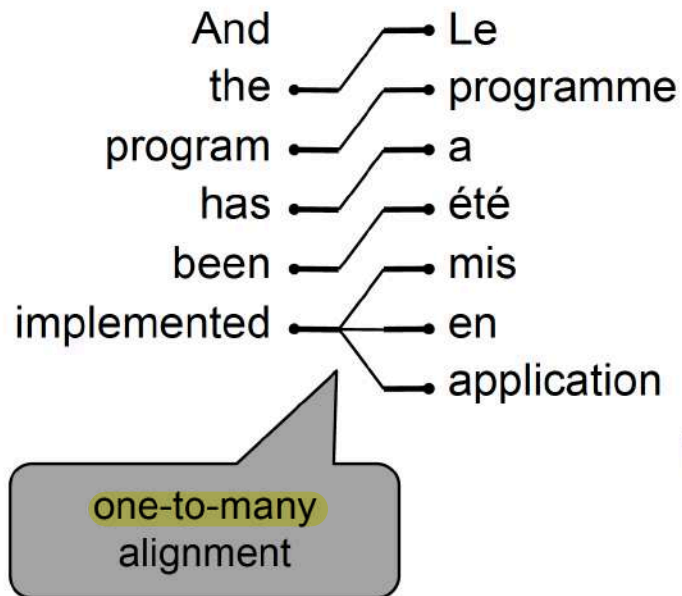 And Le
the programme
program a
has été
been mis
implemented en
application
one-to-many
alignment